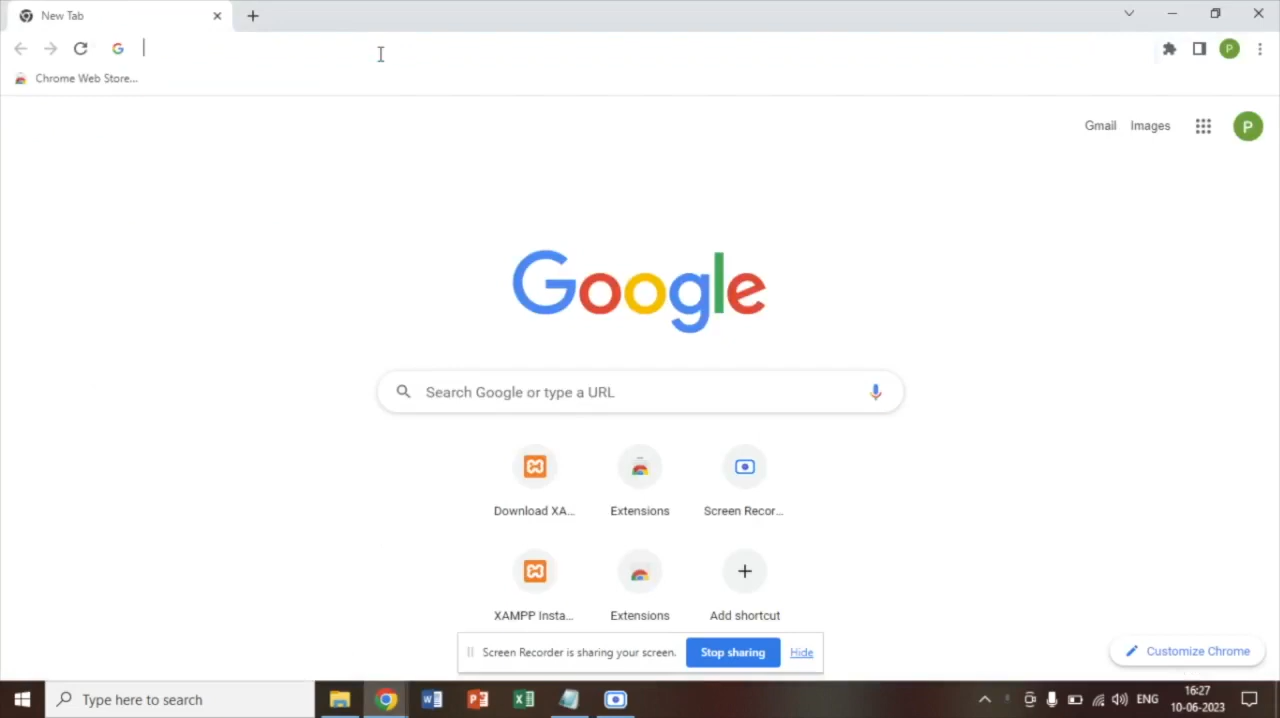 New Tab
Chrome Web Store...
Gmail Images
P
P
Google
Search Google or type a URL
Download XA...
Extensions
Screen Recor...
XAMPP Insta...
Extensions
Add shortcut
Screen Recorder is sharing your screen.
Stop sharing
Hide
Customize Chrome
Type here to search
ENG
16:27
10-06-2023